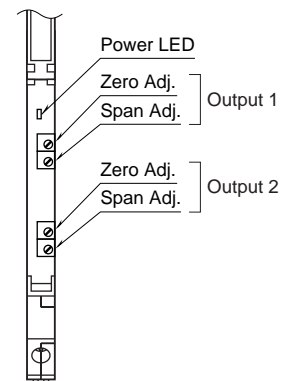 Power LED
Zero Adj.
Span Adj.
Output 1
Zero Adj.
Span Adj.
Output 2